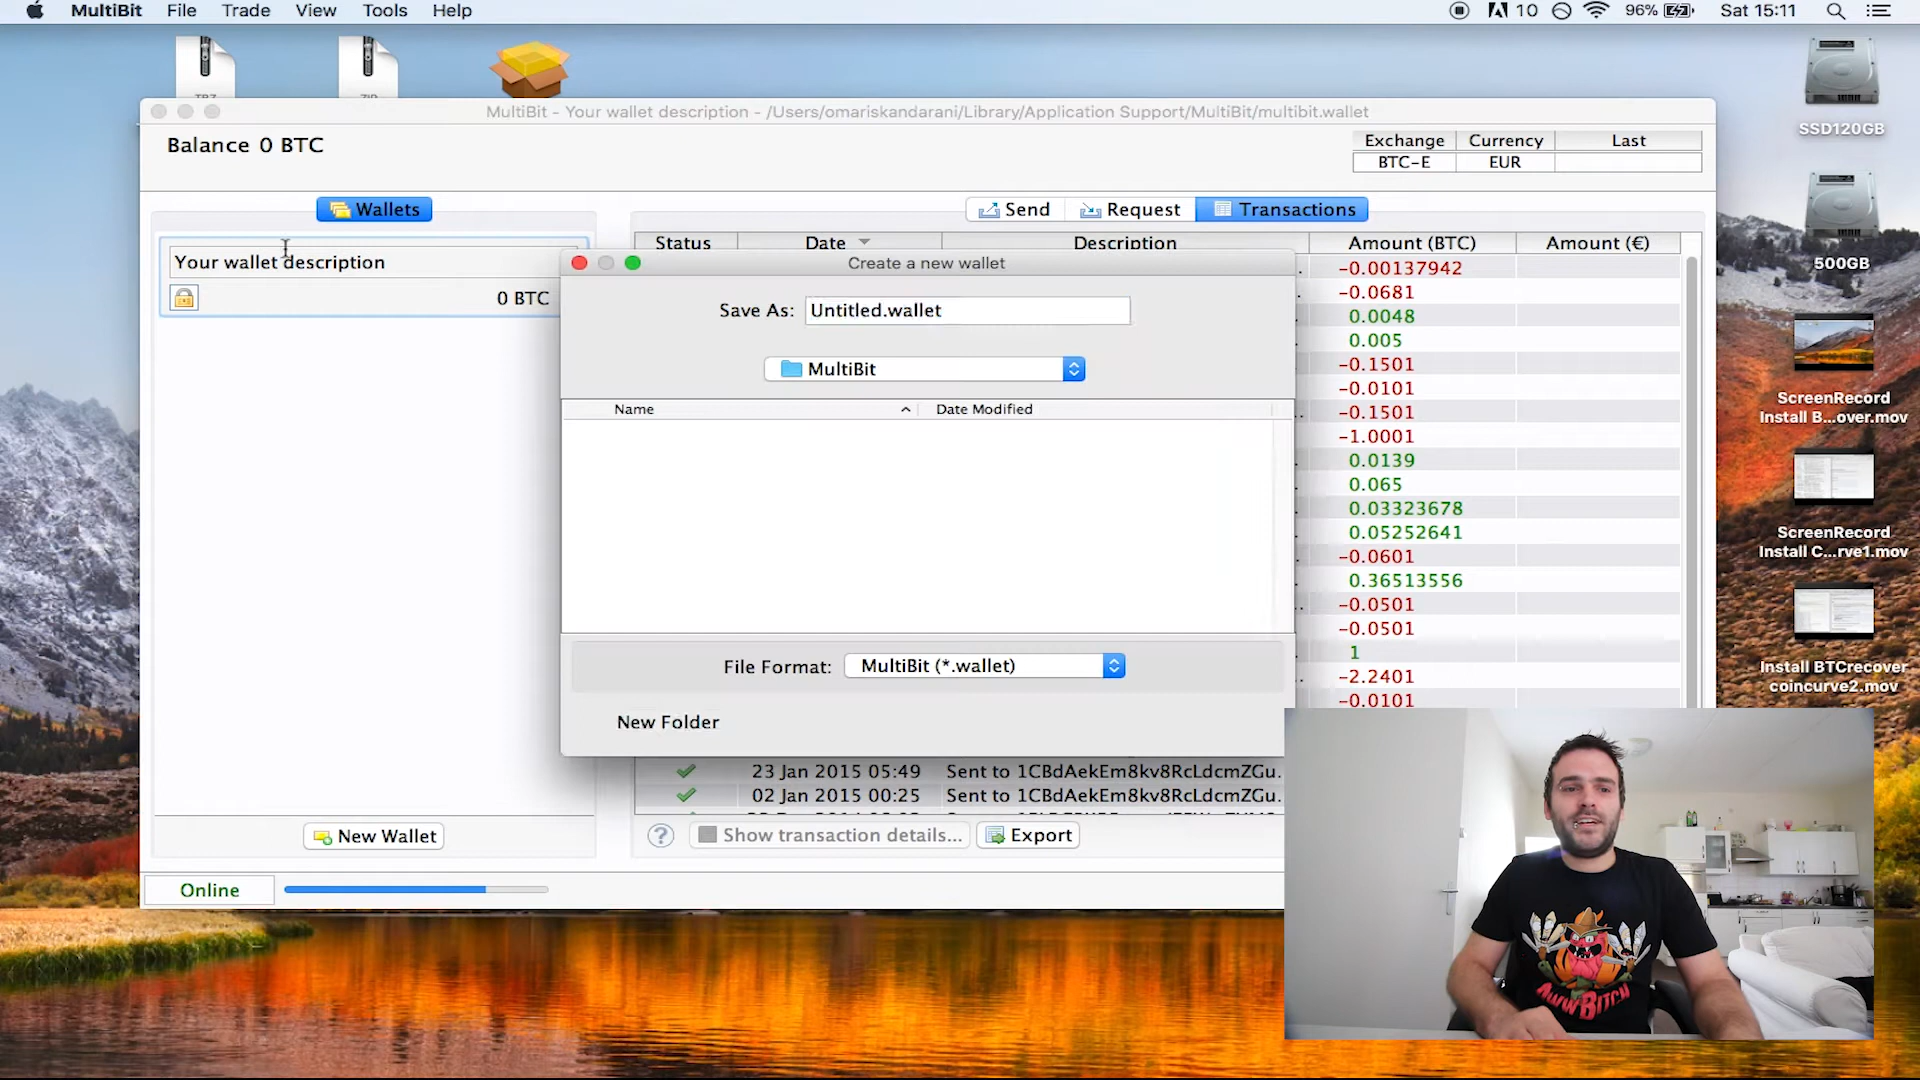 MultiBit File Trade View Tools Help
10 96% Sat 15:11
MultiBit - Your wallet description - /Users/omariskandarani/Library/Application Support/MultiBit/multibit.wallet
Balance 0 BTC
Exchange Currency Last
BTC-E EUR
SSD120GB
Wallets
Send Request Transactions
Status Date Description Amount (BTC) Amount (€)
Your wallet description
0 BTC
Create a new wallet
Save As: Untitled.wallet
MultiBit
Name Date Modified
File Format: MultiBit (*.wallet)
New Folder
-0.00137942
-0.0681
0.0048
0.005
-0.1501
-0.0101
-0.1501
-1.0001
0.0139
0.065
0.03323678
0.05252641
-0.0601
0.36513556
-0.0501
-0.0501
1
-2.2401
-0.0101
500GB
ScreenRecord
Install B...over.mov
ScreenRecord
Install C...rve1.mov
Install BTCrecover
coincurve2.mov
23 Jan 2015 05:49 Sent to 1CBdAekEm8kv8RcLdcmZGu.
02 Jan 2015 00:25 Sent to 1CBdAekEm8kv8RcLdcmZGu.
New Wallet
? Show transaction details... Export
Online
AwwBitch